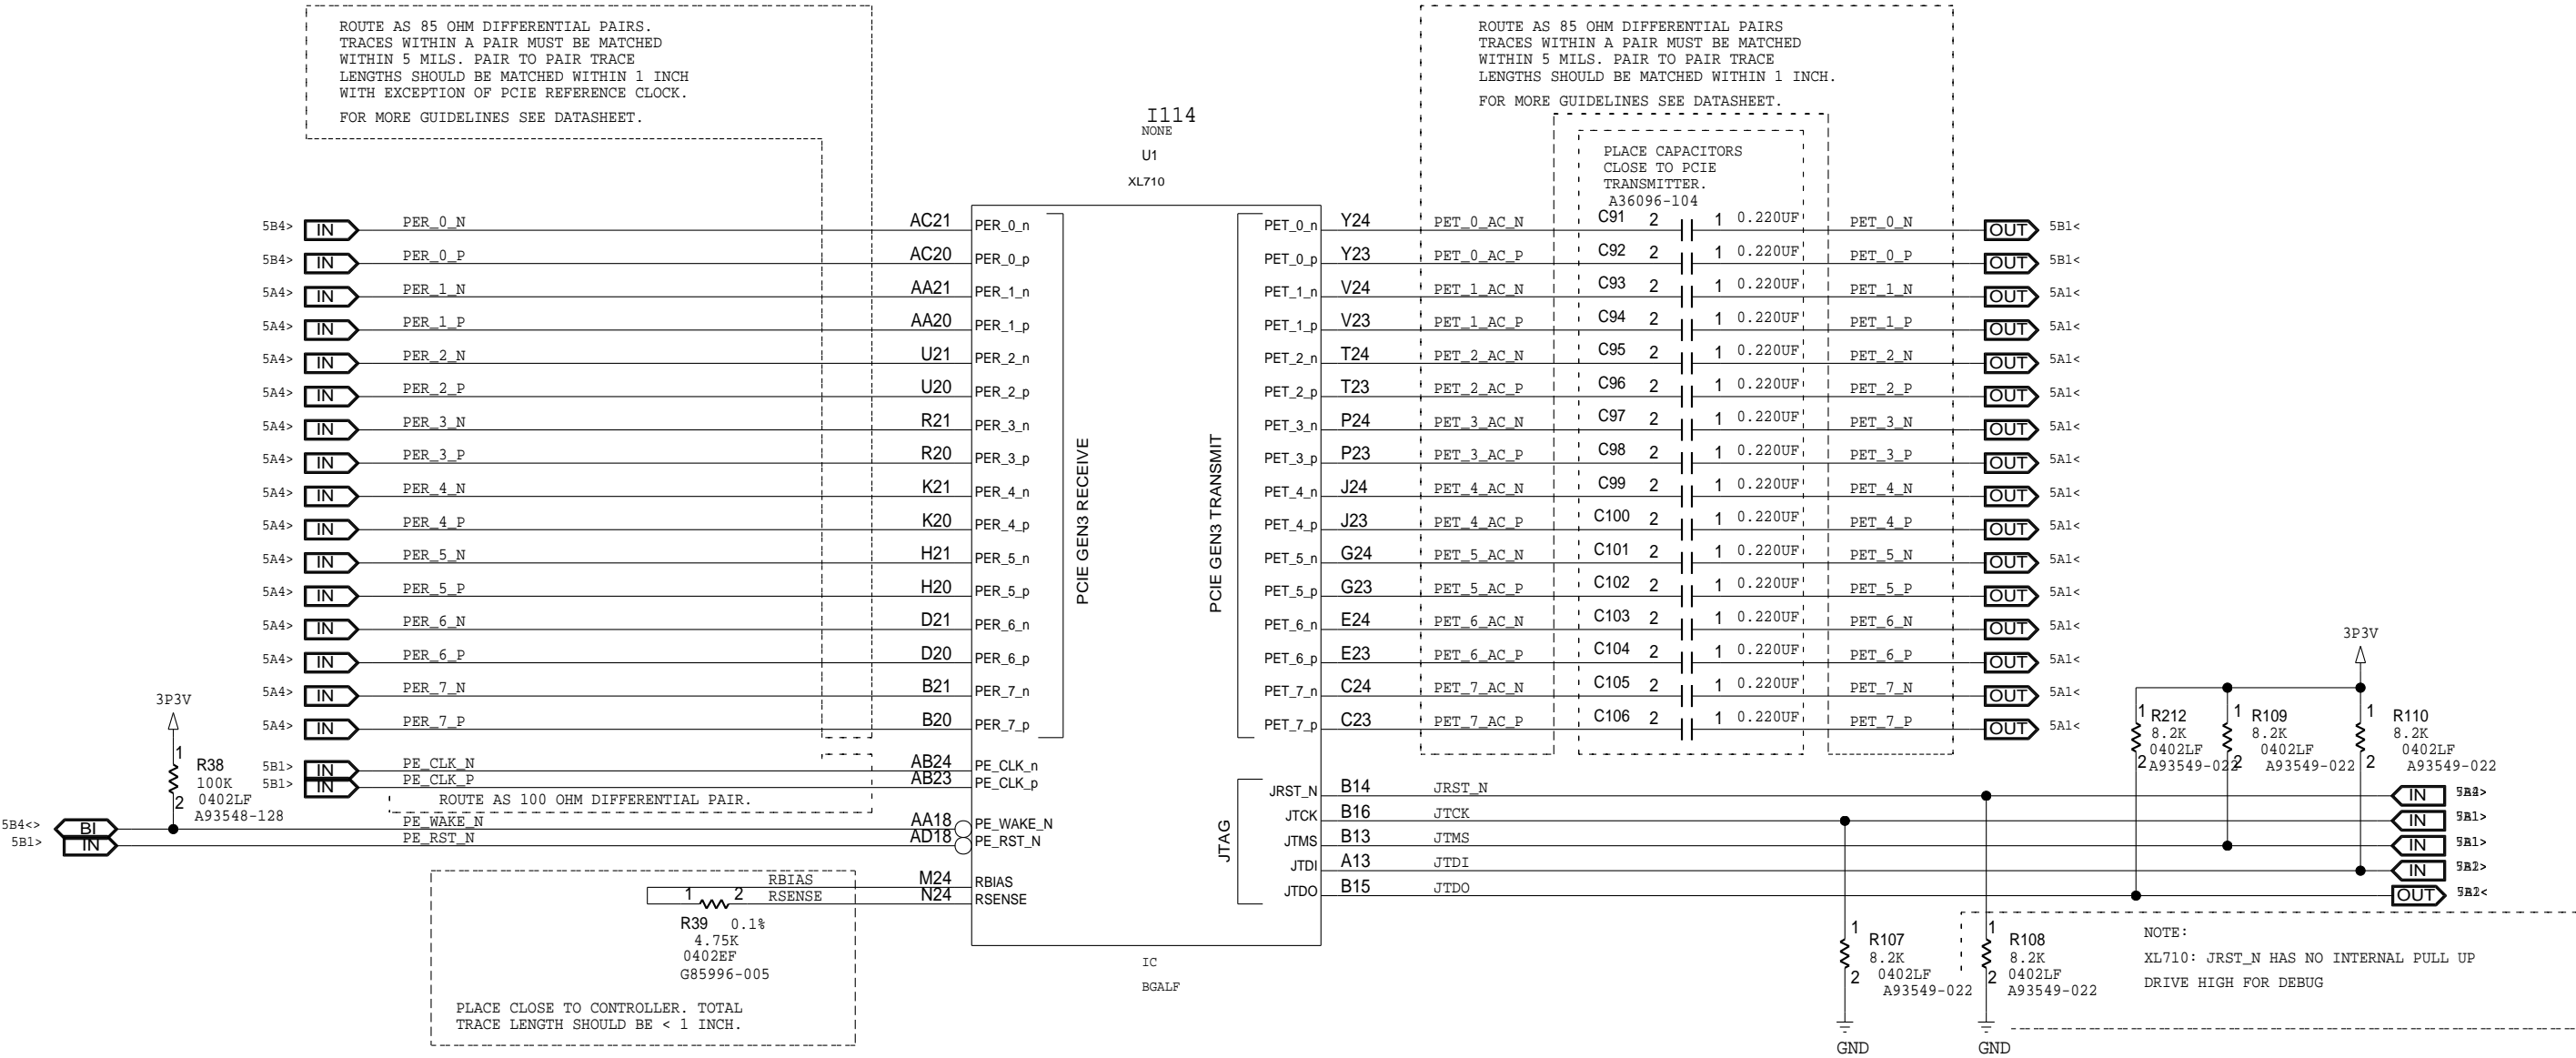 ROUTE AS 85 OHM DIFFERENTIAL PAIRS.
TRACES WITHIN A PAIR MUST BE MATCHED
WITHIN 5 MILS. PAIR TO PAIR TRACE
LENGTHS SHOULD BE MATCHED WITHIN 1 INCH
WITH EXCEPTION OF PCIE REFERENCE CLOCK.
FOR MORE GUIDELINES SEE DATASHEET.
ROUTE AS 85 OHM DIFFERENTIAL PAIRS
TRACES WITHIN A PAIR MUST BE MATCHED
WITHIN 5 MILS. PAIR TO PAIR TRACE
LENGTHS SHOULD BE MATCHED WITHIN 1 INCH.
FOR MORE GUIDELINES SEE DATASHEET.
I114
NONE
U1
XL710
PLACE CAPACITORS
CLOSE TO PCIE
TRANSMITTER.
A36096-104
5B4> IN PER_0_N AC21 PER_0_n PET_0_n Y24 PET_0_AC_N C91 2 1 0.220UF PET_0_N OUT 5B1<
5B4> IN PER_0_P AC20 PER_0_p PET_0_p Y23 PET_0_AC_P C92 2 1 0.220UF PET_0_P OUT 5B1<
5A4> IN PER_1_N AA21 PER_1_n PET_1_n V24 PET_1_AC_N C93 2 1 0.220UF PET_1_N OUT 5A1<
5A4> IN PER_1_P AA20 PER_1_p PET_1_p V23 PET_1_AC_P C94 2 1 0.220UF PET_1_P OUT 5A1<
5A4> IN PER_2_N U21 PER_2_n PET_2_n T24 PET_2_AC_N C95 2 1 0.220UF PET_2_N OUT 5A1<
5A4> IN PER_2_P U20 PER_2_p PET_2_p T23 PET_2_AC_P C96 2 1 0.220UF PET_2_P OUT 5A1<
5A4> IN PER_3_N R21 PER_3_n PET_3_n P24 PET_3_AC_N C97 2 1 0.220UF PET_3_N OUT 5A1<
5A4> IN PER_3_P R20 PER_3_p PET_3_p P23 PET_3_AC_P C98 2 1 0.220UF PET_3_P OUT 5A1<
5A4> IN PER_4_N K21 PER_4_n PET_4_n J24 PET_4_AC_N C99 2 1 0.220UF PET_4_N OUT 5A1<
5A4> IN PER_4_P K20 PER_4_p PET_4_p J23 PET_4_AC_P C100 2 1 0.220UF PET_4_P OUT 5A1<
5A4> IN PER_5_N H21 PER_5_n PET_5_n G24 PET_5_AC_N C101 2 1 0.220UF PET_5_N OUT 5A1<
5A4> IN PER_5_P H20 PER_5_p PET_5_p G23 PET_5_AC_P C102 2 1 0.220UF PET_5_P OUT 5A1<
5A4> IN PER_6_N D21 PER_6_n PET_6_n E24 PET_6_AC_N C103 2 1 0.220UF PET_6_N OUT 5A1<
5A4> IN PER_6_P D20 PER_6_p PET_6_p E23 PET_6_AC_P C104 2 1 0.220UF PET_6_P OUT 5A1<
5A4> IN PER_7_N B21 PER_7_n PET_7_n C24 PET_7_AC_N C105 2 1 0.220UF PET_7_N OUT 5A1<
5A4> IN PER_7_P B20 PER_7_p PET_7_p C23 PET_7_AC_P C106 2 1 0.220UF PET_7_P OUT 5A1<
PCIE GEN3 RECEIVE
PCIE GEN3 TRANSMIT
3P3V
1
R38
100K
0402LF
2
A93548-128
5B1> IN PE_CLK_N AB24 PE_CLK_n
5B1> IN PE_CLK_P AB23 PE_CLK_p
ROUTE AS 100 OHM DIFFERENTIAL PAIR.
5B4<> BI PE_WAKE_N AA18 PE_WAKE_N
5B1> IN PE_RST_N AD18 PE_RST_N
RBIAS M24 RBIAS
1 2 RSENSE N24 RSENSE
R39 0.1%
4.75K
0402EF
G85996-005
PLACE CLOSE TO CONTROLLER. TOTAL
TRACE LENGTH SHOULD BE < 1 INCH.
IC
BGALF
3P3V
1 R212
8.2K
0402LF
2 A93549-022
1 R109
8.2K
0402LF
2 A93549-022
1 R110
8.2K
0402LF
2 A93549-022
JTAG
JRST_N B14 JRST_N IN
JTCK B16 JTCK IN
JTMS B13 JTMS IN
JTDI A13 JTDI IN
JTDO B15 JTDO OUT
1 R107
8.2K
2 0402LF
A93549-022
GND
1 R108
8.2K
2 0402LF
A93549-022
GND
NOTE:
XL710: JRST_N HAS NO INTERNAL PULL UP
DRIVE HIGH FOR DEBUG